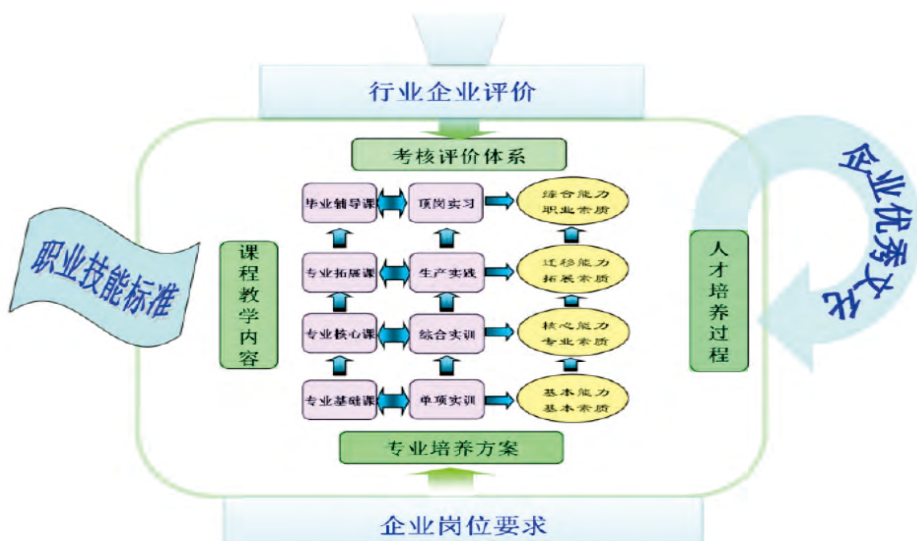 行业企业评价
考核评价体系
毕业辅导课
顶岗实习
综合能力
职业素质
专业拓展课
生产实践
迁移能力
拓展素质
专业核心课
综合实训
核心能力
专业素质
专业基础课
单项实训
基本能力
基本素质
职业技能标准
课程教学内容
人才培养过程
企业优秀文化
专业培养方案
企业岗位要求